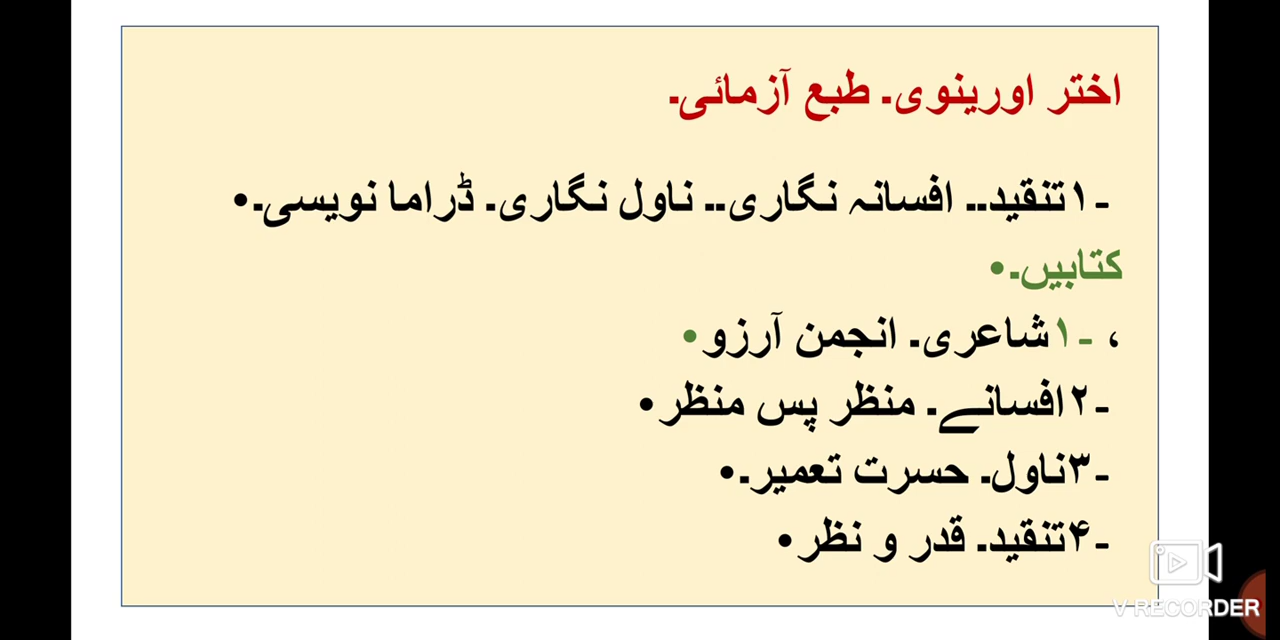 اختر اورینوی۔ طبع آزمائی۔
-۱تنقید۔۔ افسانہ نگاری۔۔ ناول نگاری۔ ڈراما نویسی۔•
کتابیں۔•
، -۱شاعری۔ انجمن آرزو•
-۲افسانے۔ منظر پس منظر•
-۳ناول۔ حسرت تعمیر۔•
-۴تنقید۔ قدر و نظر•
V RECORDER